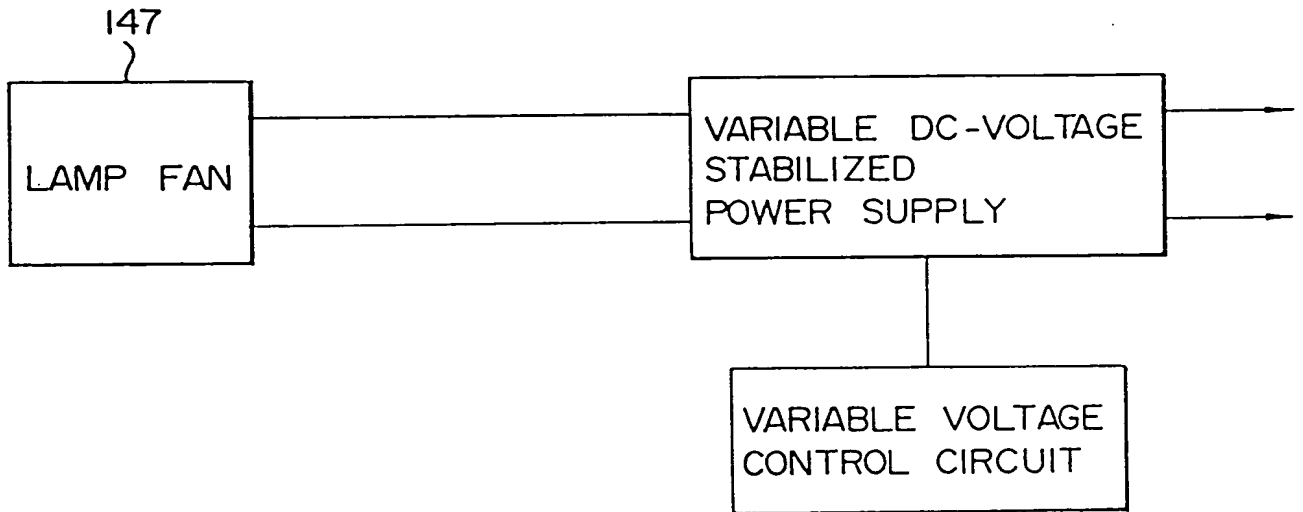 147
LAMP FAN
VARIABLE DC-VOLTAGE
STABILIZED
POWER SUPPLY
VARIABLE VOLTAGE
CONTROL CIRCUIT